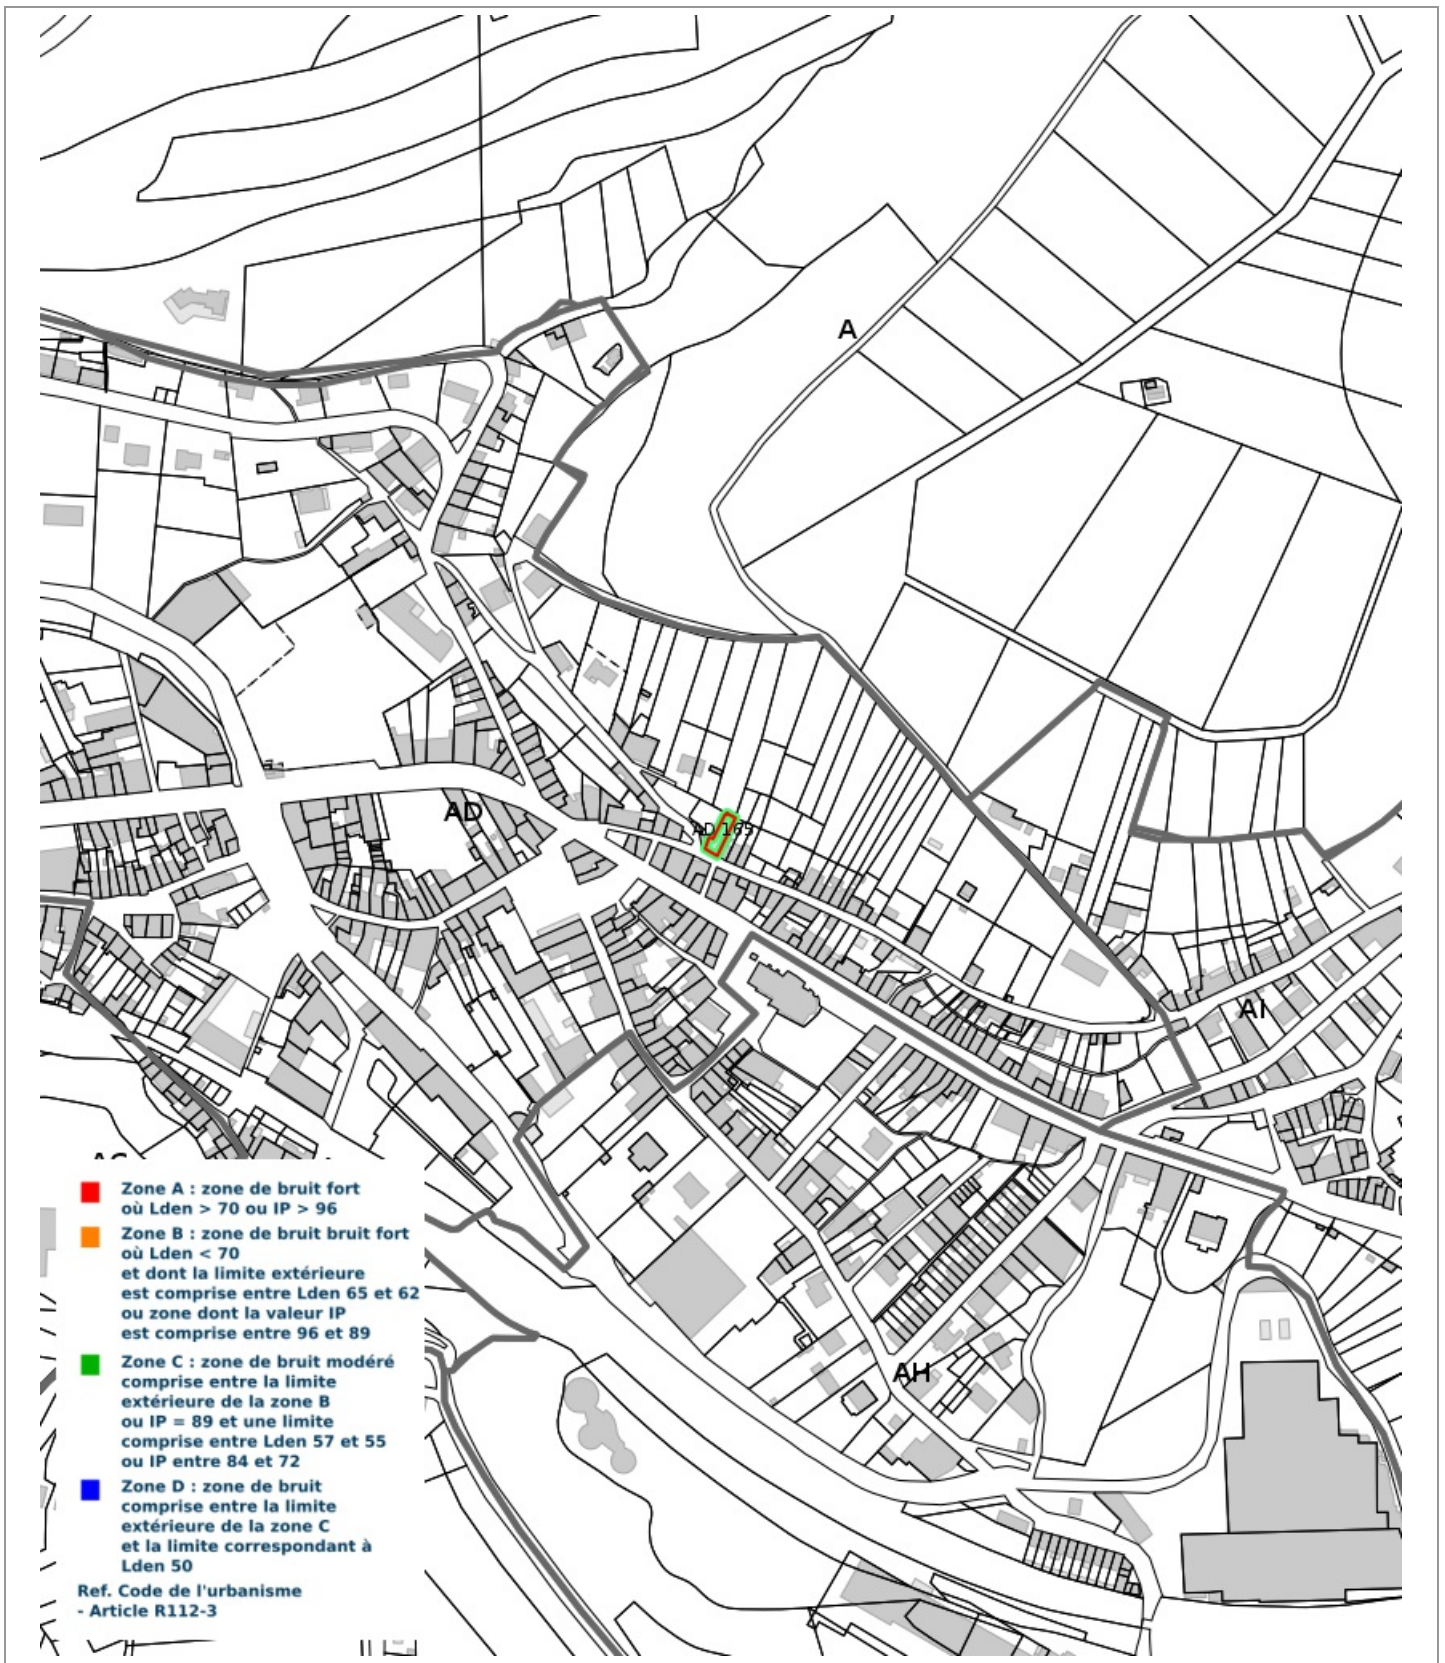 A
AD
AD 165
AI
Zone A : zone de bruit fort
où Lden > 70 ou IP > 96
Zone B : zone de bruit bruit fort
où Lden < 70
et dont la limite extérieure
est comprise entre Lden 65 et 62
ou zone dont la valeur IP
est comprise entre 96 et 89
Zone C : zone de bruit modéré
comprise entre la limite
extérieure de la zone B
ou IP = 89 et une limite
comprise entre Lden 57 et 55
ou IP entre 84 et 72
AH
Zone D : zone de bruit
comprise entre la limite
extérieure de la zone C
et la limite correspondant à
Lden 50
Ref. Code de l'urbanisme
- Article R112-3